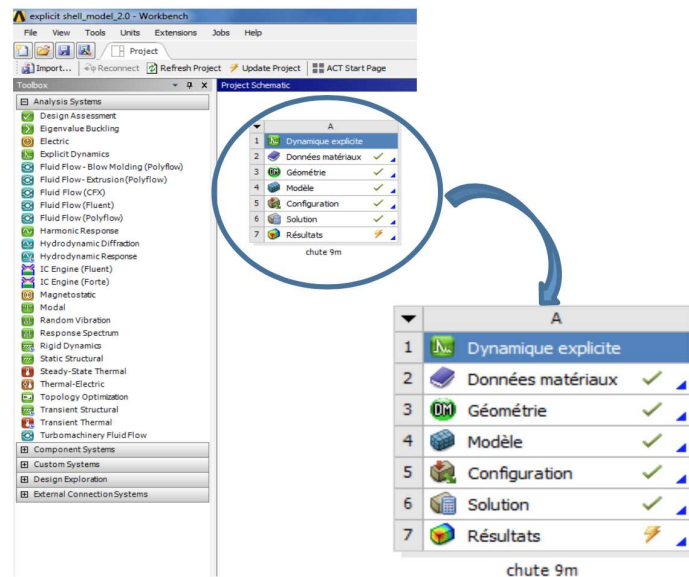 explicit shell_model_2.0 - Workbench
File View Tools Units Extensions Jobs Help
Project
Import... Reconnect Refresh Project Update Project ACT Start Page
Toolbox
Project Schematic
Analysis Systems
Design Assessment
Eigenvalue Buckling
Electric
Explicit Dynamics
Fluid Flow - Blow Molding (Polyflow)
Fluid Flow - Extrusion (Polyflow)
Fluid Flow (CFX)
Fluid Flow (Fluent)
Fluid Flow (Polyflow)
Harmonic Response
Hydrodynamic Diffraction
Hydrodynamic Response
IC Engine (Fluent)
IC Engine (Forte)
Magnetostatic
Modal
Random Vibration
Response Spectrum
Rigid Dynamics
Static Structural
Steady-State Thermal
Thermal-Electric
Topology Optimization
Transient Structural
Transient Thermal
Turbomachinery Fluid Flow
Component Systems
Custom Systems
Design Exploration
External Connection Systems
A
1 Dynamique explicite
2 Données matériaux
3 DM Géométrie
4 Modèle
5 Configuration
6 Solution
7 Résultats
chute 9m
A
1 Dynamique explicite
2 Données matériaux
3 DM Géométrie
4 Modèle
5 Configuration
6 Solution
7 Résultats
chute 9m